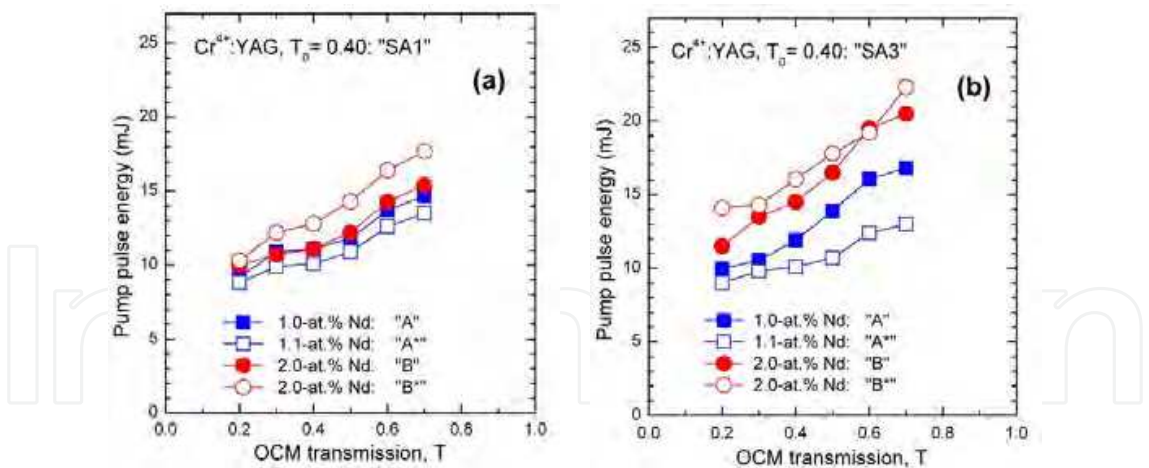 Cr4+:YAG, T0= 0.40: "SA1"
(a)
Pump pulse energy (mJ)
25
20
15
10
5
0
1.0-at.% Nd: "A"
1.1-at.% Nd: "A*"
2.0-at.% Nd: "B"
2.0-at.% Nd: "B*"
0.0 0.2 0.4 0.6 0.8 1.0
OCM transmission, T
Cr4+:YAG, T0= 0.40: "SA3"
(b)
Pump pulse energy (mJ)
25
20
15
10
5
0
1.0-at.% Nd: "A"
1.1-at.% Nd: "A*"
2.0-at.% Nd: "B"
2.0-at.% Nd: "B*"
0.0 0.2 0.4 0.6 0.8 1.0
OCM transmission, T